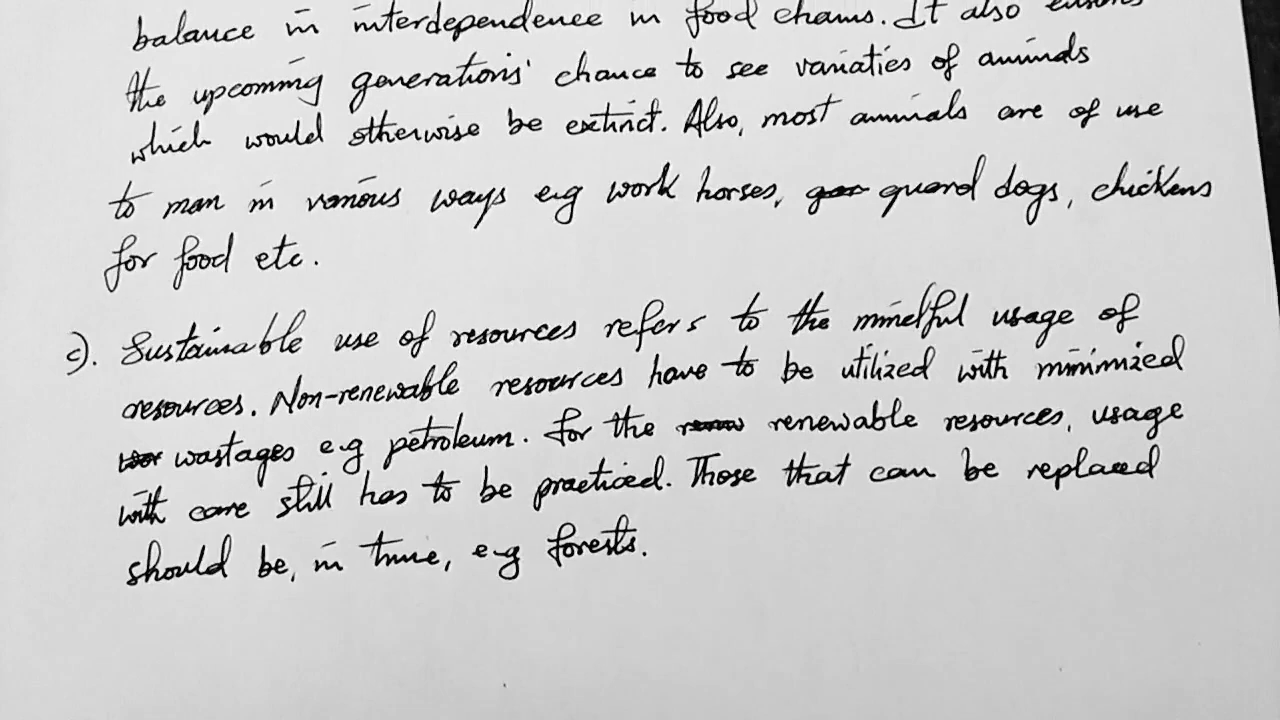 balance in interdependence in food chains. It also ensures
the upcoming generations' chance to see variaties of animals
which would otherwise be extinct. Also, most animals are of use
to man in various ways e.g work horses, guard dogs, chickens
for food etc.
c). Sustainable use of resources refers to the mindful usage of
resources. Non-renewable resources have to be utilized with minimized
wastages e.g petroleum. For the renewable resources, usage
with care still has to be practiced. Those that can be replaced
should be, in time, e.g forests.